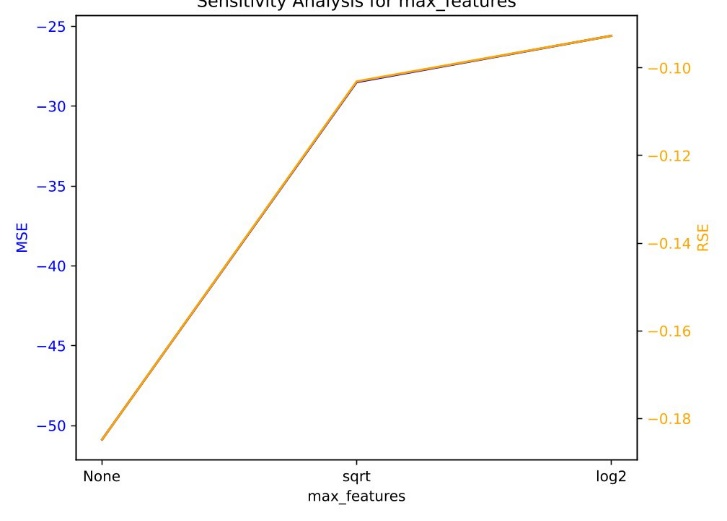 Sensitivity Analysis for max_features
−25
−30
−35
−40
−45
−50
MSE
−0.10
−0.12
−0.14
−0.16
−0.18
RSE
None
sqrt
log2
max_features